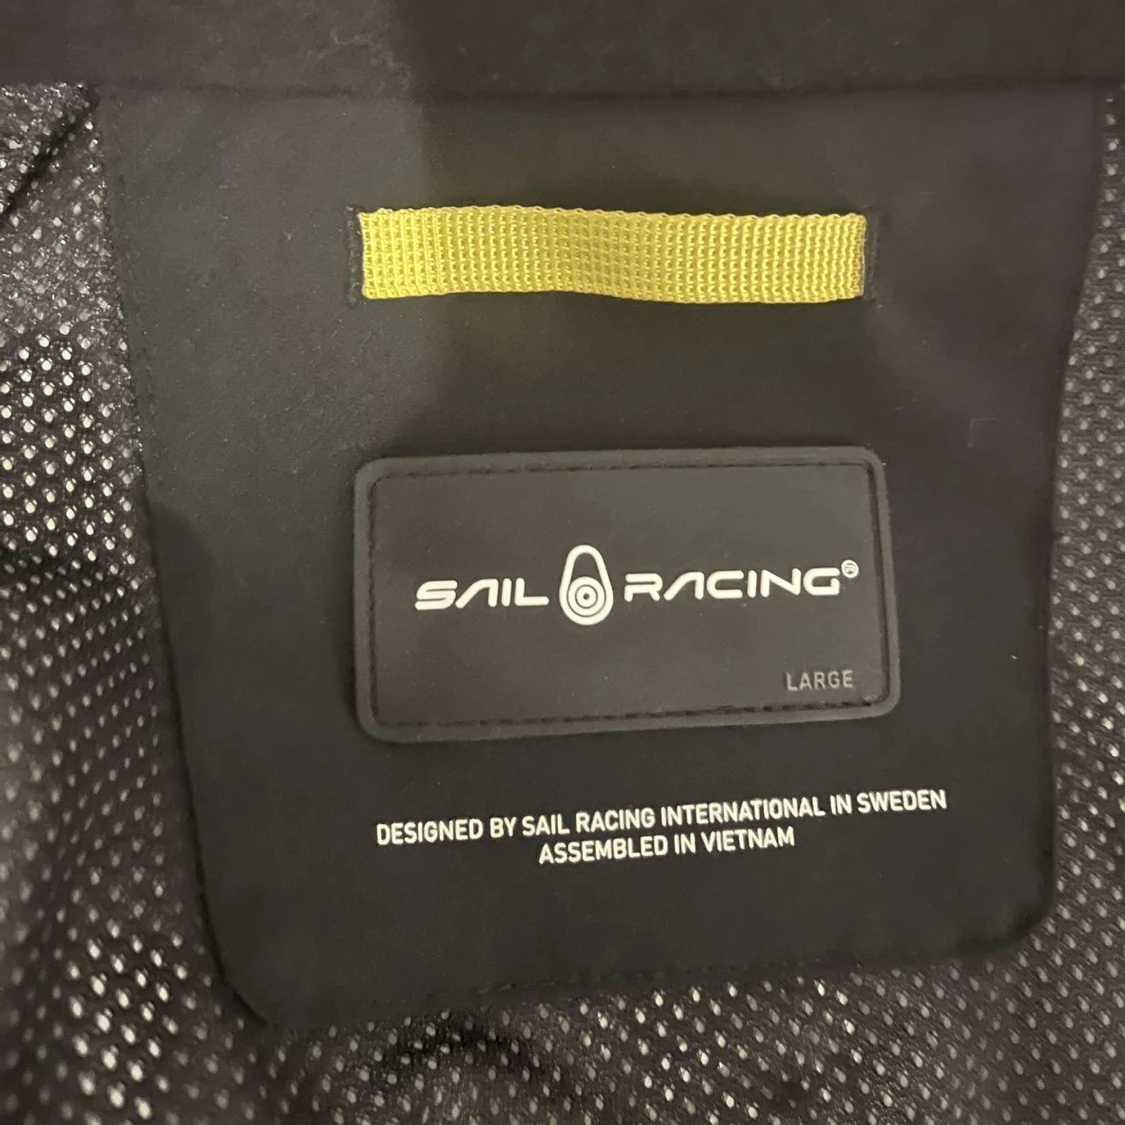 SAIL RACING®
LARGE
DESIGNED BY SAIL RACING INTERNATIONAL IN SWEDEN
ASSEMBLED IN VIETNAM